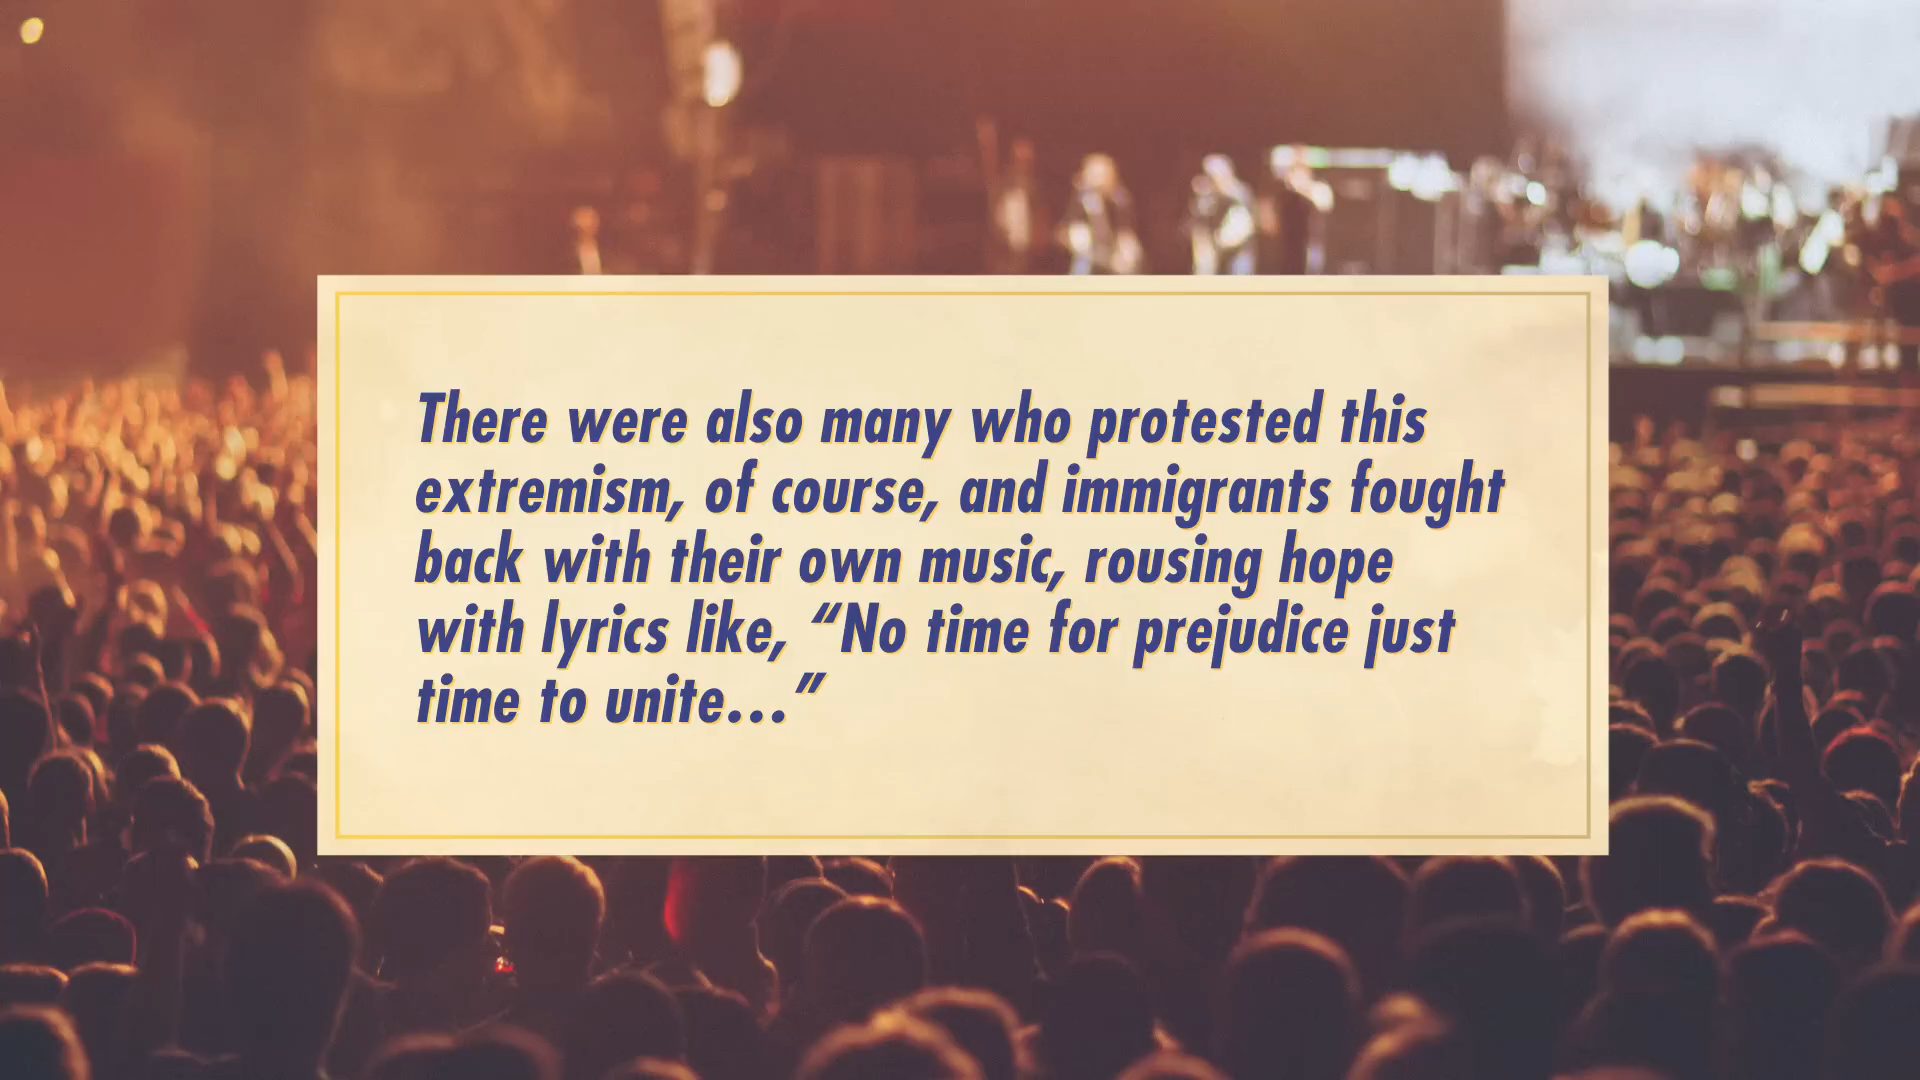 There were also many who protested this
extremism, of course, and immigrants fought
back with their own music, rousing hope
with lyrics like, “No time for prejudice just
time to unite...”